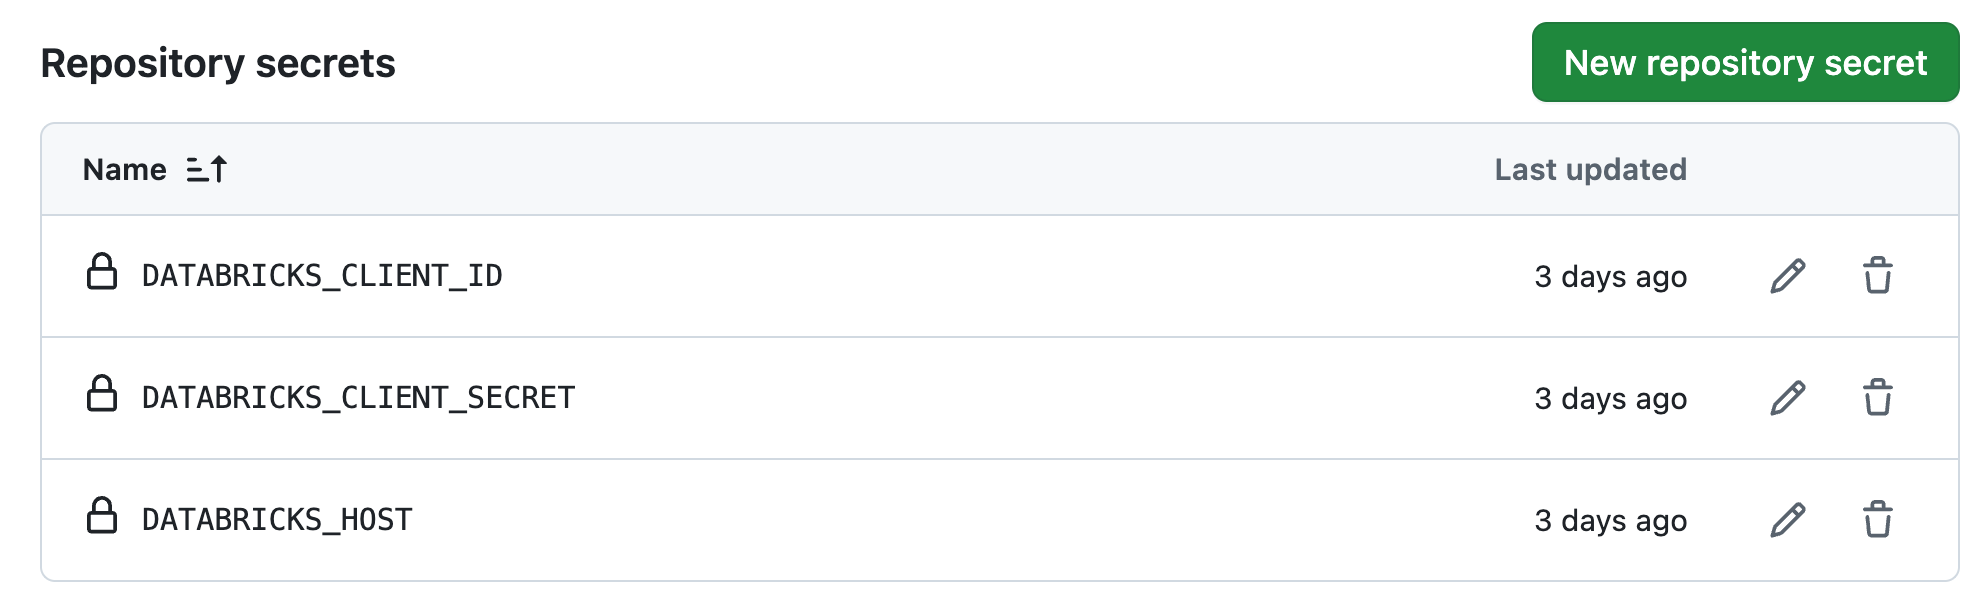 Repository secrets
New repository secret
Name Last updated
DATABRICKS_CLIENT_ID 3 days ago
DATABRICKS_CLIENT_SECRET 3 days ago
DATABRICKS_HOST 3 days ago